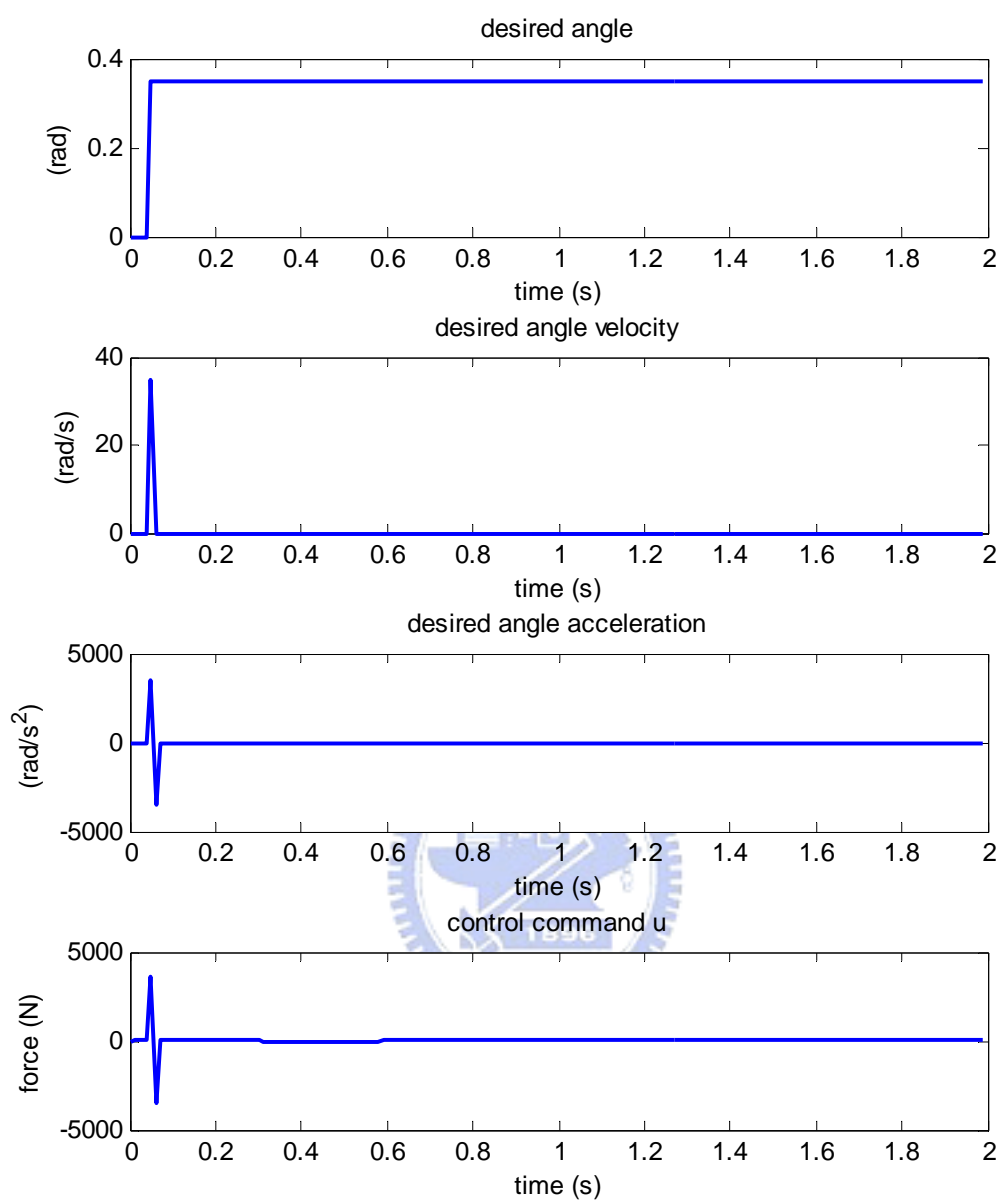 desired angle
0.4
0.2
0
(rad)
0 0.2 0.4 0.6 0.8 1 1.2 1.4 1.6 1.8 2
time (s)
desired angle velocity
40
20
0
(rad/s)
0 0.2 0.4 0.6 0.8 1 1.2 1.4 1.6 1.8 2
time (s)
desired angle acceleration
5000
0
-5000
(rad/s²)
0 0.2 0.4 0.6 0.8 1 1.2 1.4 1.6 1.8 2
time (s)
1896
control command u
5000
0
-5000
force (N)
0 0.2 0.4 0.6 0.8 1 1.2 1.4 1.6 1.8 2
time (s)